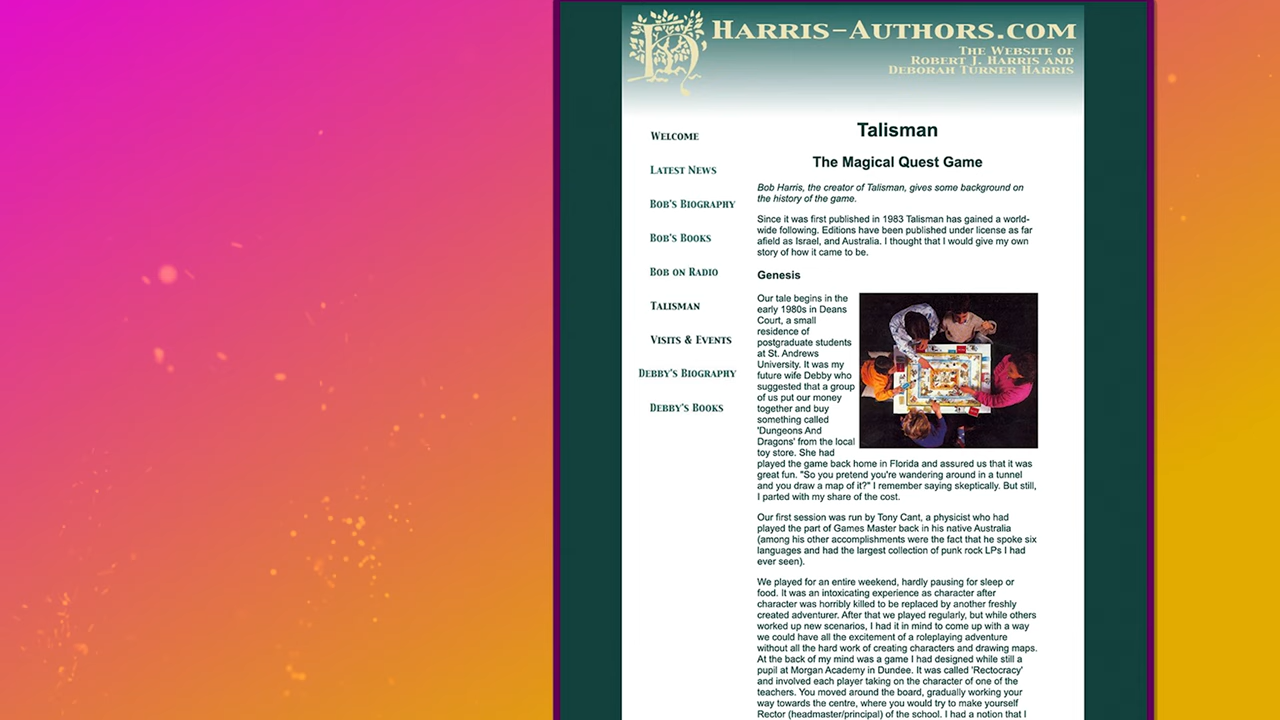 HARRIS-AUTHORS.COM
THE WEBSITE OF
ROBERT J. HARRIS AND
DEBORAH TURNER HARRIS
WELCOME
LATEST NEWS
BOB'S BIOGRAPHY
BOB'S BOOKS
BOB ON RADIO
TALISMAN
VISITS & EVENTS
DEBBY'S BIOGRAPHY
DEBBY'S BOOKS
Talisman
The Magical Quest Game
Bob Harris, the creator of Talisman, gives some background on
the history of the game.
Since it was first published in 1983 Talisman has gained a world-
wide following. Editions have been published under license as far
afield as Israel, and Australia. I thought that I would give my own
story of how it came to be.
Genesis
Our tale begins in the
early 1980s in Deans
Court, a small
residence of
postgraduate students
at St. Andrews
University. It was my
future wife Debby who
suggested that a group
of us put our money
together and buy
something called
'Dungeons And
Dragons' from the local
toy store. She had
played the game back home in Florida and assured us that it was
great fun. "So you pretend you're wandering around in a tunnel
and you draw a map of it?" I remember saying skeptically. But still,
I parted with my share of the cost.
Our first session was run by Tony Cant, a physicist who had
played the part of Games Master back in his native Australia
(among his other accomplishments were the fact that he spoke six
languages and had the largest collection of punk rock LPs I had
ever seen).
We played for an entire weekend, hardly pausing for sleep or
food. It was an intoxicating experience as character after
character was horribly killed to be replaced by another freshly
created adventurer. After that we played regularly, but while others
worked up new scenarios, I had it in mind to come up with a way
we could have all the excitement of a roleplaying adventure
without all the hard work of creating characters and drawing maps.
At the back of my mind was a game I had designed while still a
pupil at Morgan Academy in Dundee. It was called 'Rectocracy'
and involved each player taking on the character of one of the
teachers. You moved around the board, gradually working your
way towards the centre, where you would try to make yourself
Rector (headmaster/principal) of the school. I had a notion that I